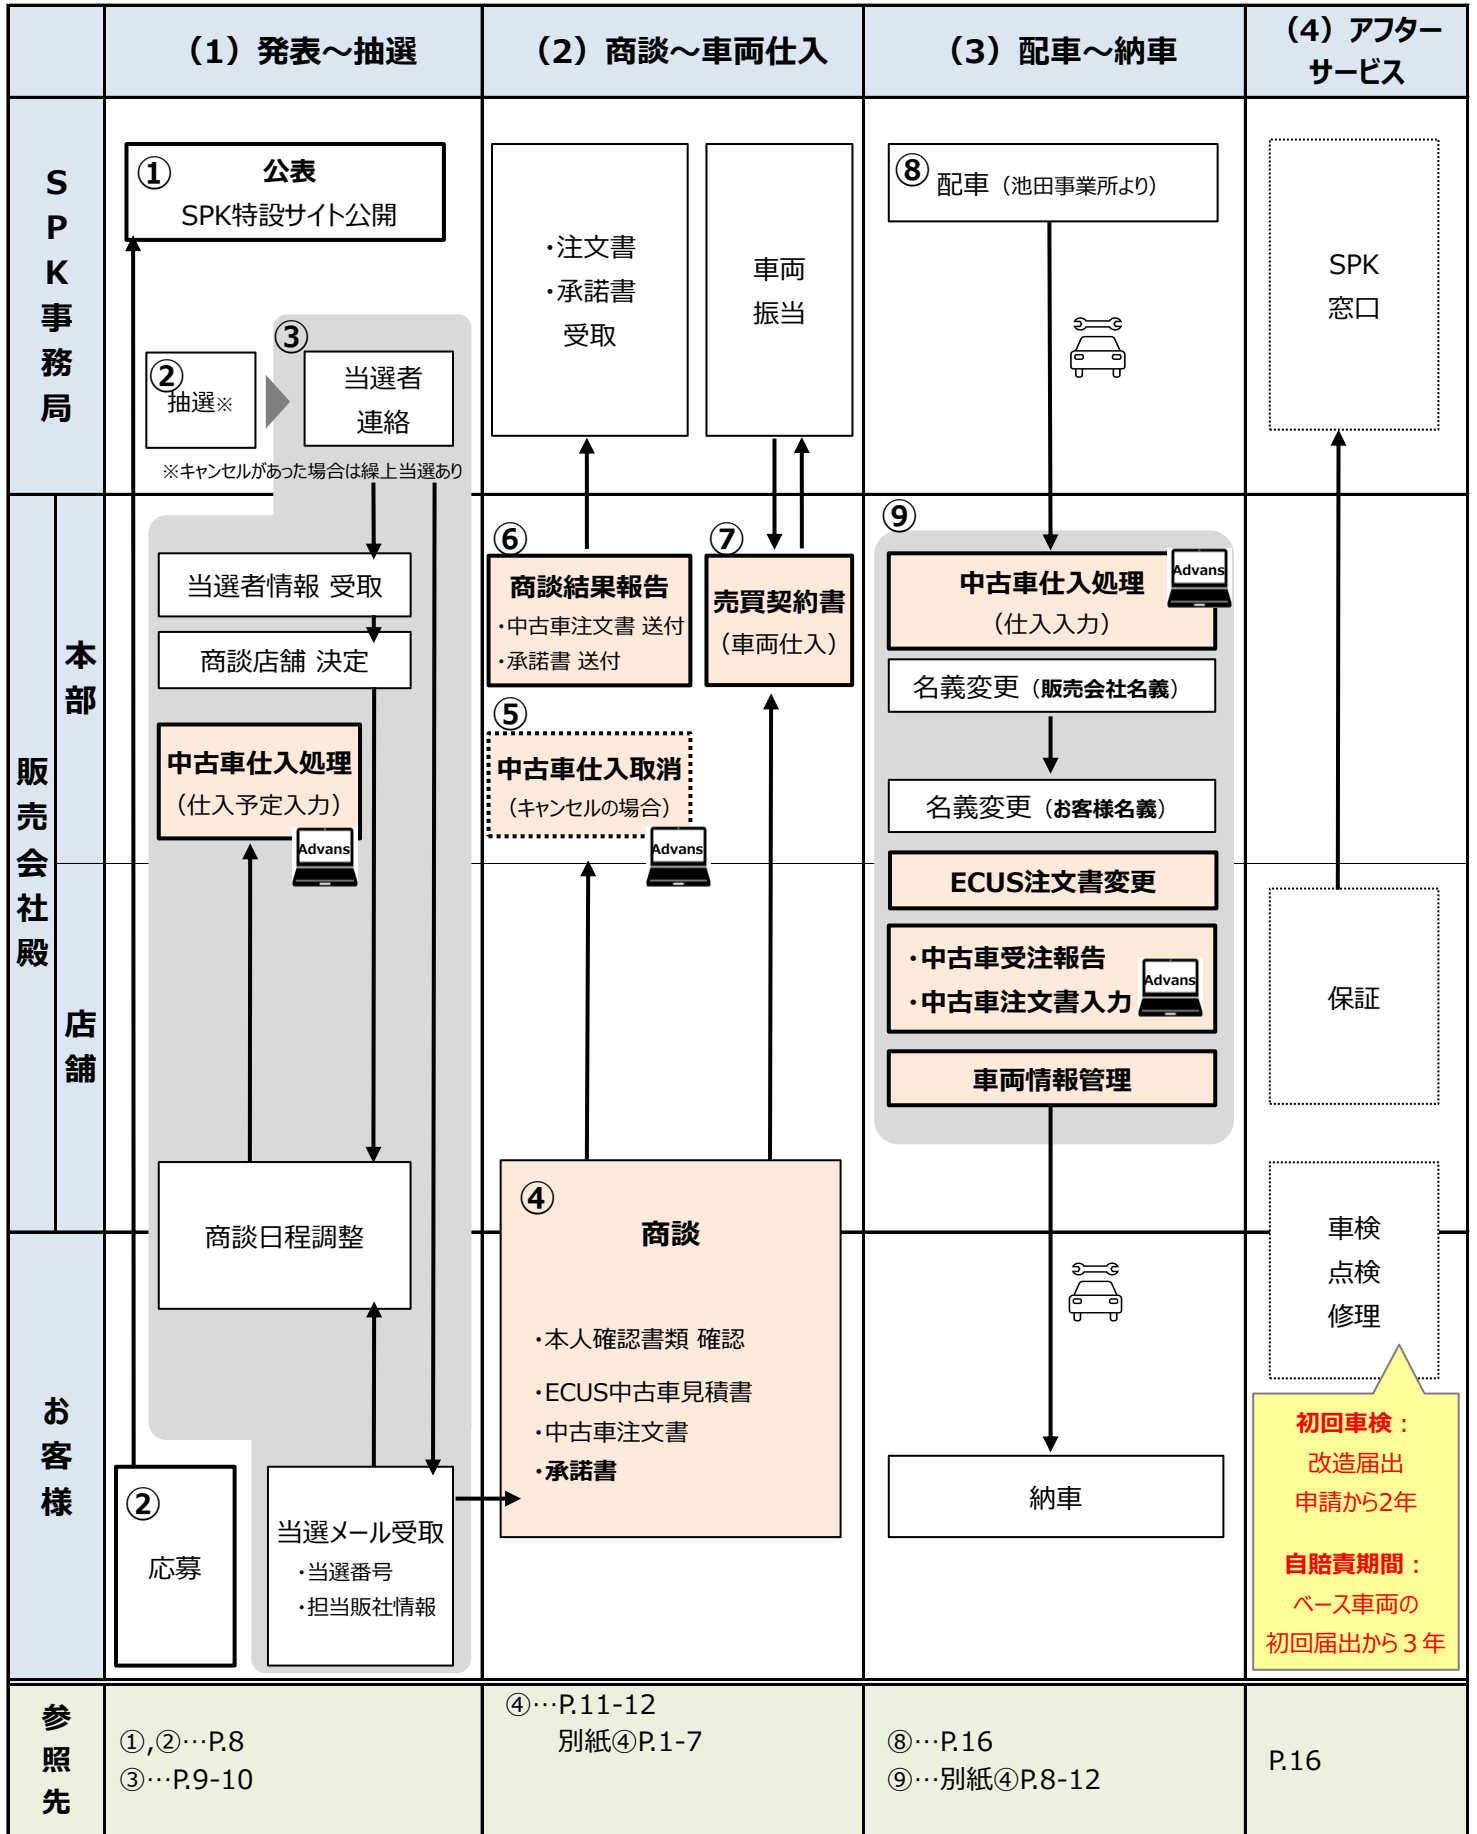 （1）発表～抽選
（2）商談～車両仕入
（3）配車～納車
（4）アフター
サービス
SPK事務局
①
公表
SPK特設サイト公開
②
抽選※
③
当選者
連絡
※キャンセルがあった場合は繰上当選あり
・注文書
・承諾書
受取
車両
振当
⑧
配車（池田事業所より）
SPK
窓口
販売会社殿
本部
店舗
当選者情報 受取
商談店舗 決定
中古車仕入処理
（仕入予定入力）
Advans
⑥
商談結果報告
・中古車注文書 送付
・承諾書 送付
⑦
売買契約書
（車両仕入）
⑤
中古車仕入取消
（キャンセルの場合）
Advans
⑨
中古車仕入処理
（仕入入力）
Advans
名義変更（販売会社名義）
名義変更（お客様名義）
ECUS注文書変更
・中古車受注報告
・中古車注文書入力
Advans
車両情報管理
保証
商談日程調整
④
商談
・本人確認書類 確認
・ECUS中古車見積書
・中古車注文書
・承諾書
車検
点検
修理
お客様
②
応募
当選メール受取
・当選番号
・担当販社情報
納車
初回車検：
改造届出
申請から2年
自賠責期間：
ベース車両の
初回届出から３年
参照先
①,②…P.8
③…P.9-10
④…P.11-12
別紙④P.1-7
⑧…P.16
⑨…別紙④P.8-12
P.16